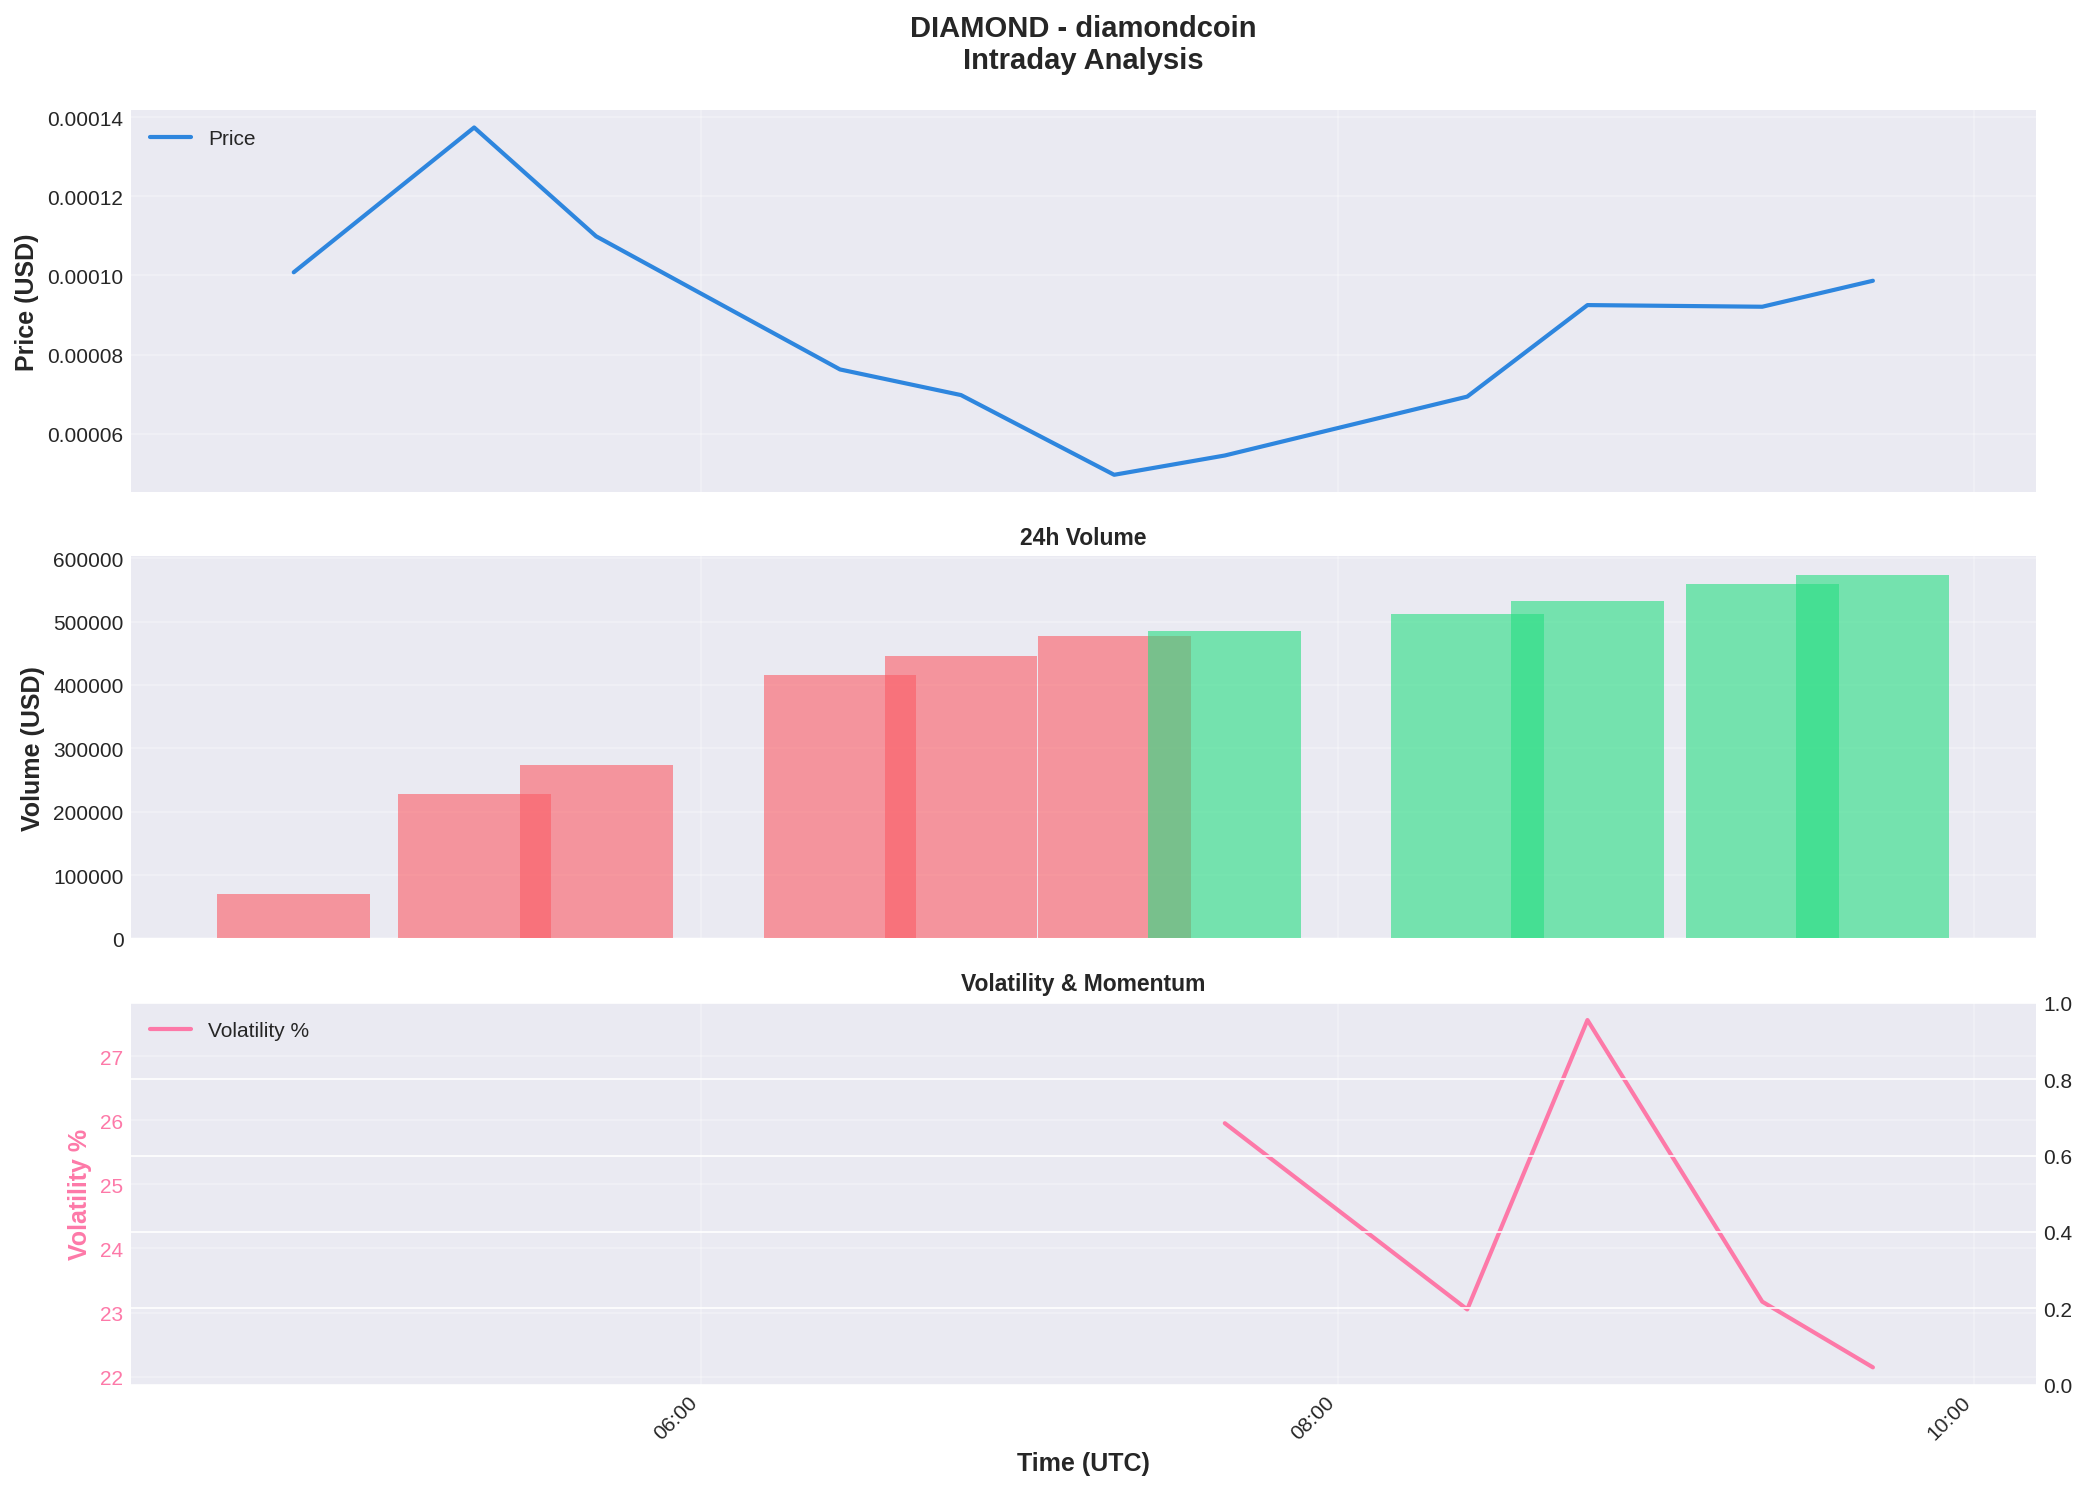 DIAMOND - diamondcoin
Intraday Analysis
Price (USD)
0.00014
0.00012
0.00010
0.00008
0.00006
Price
24h Volume
Volume (USD)
600000
500000
400000
300000
200000
100000
0
Volatility & Momentum
Volatility %
27
26
25
24
23
22
Volatility %
1.0
0.8
0.6
0.4
0.2
0.0
06:00
08:00
10:00
Time (UTC)